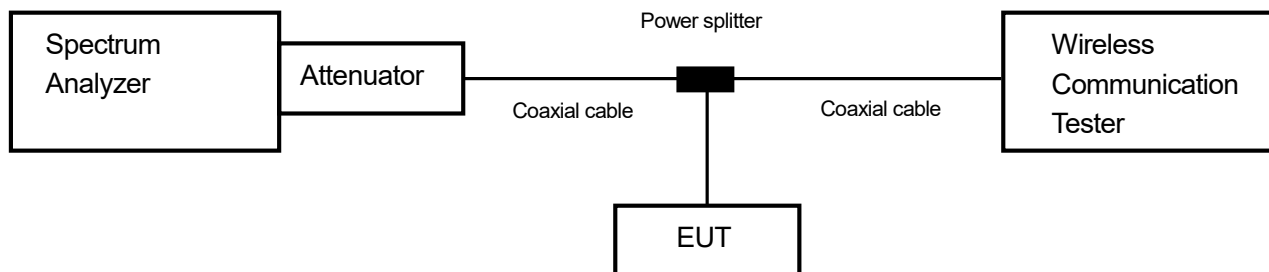 Power splitter
Spectrum
Analyzer
Attenuator
Coaxial cable
Coaxial cable
Wireless
Communication
Tester
EUT